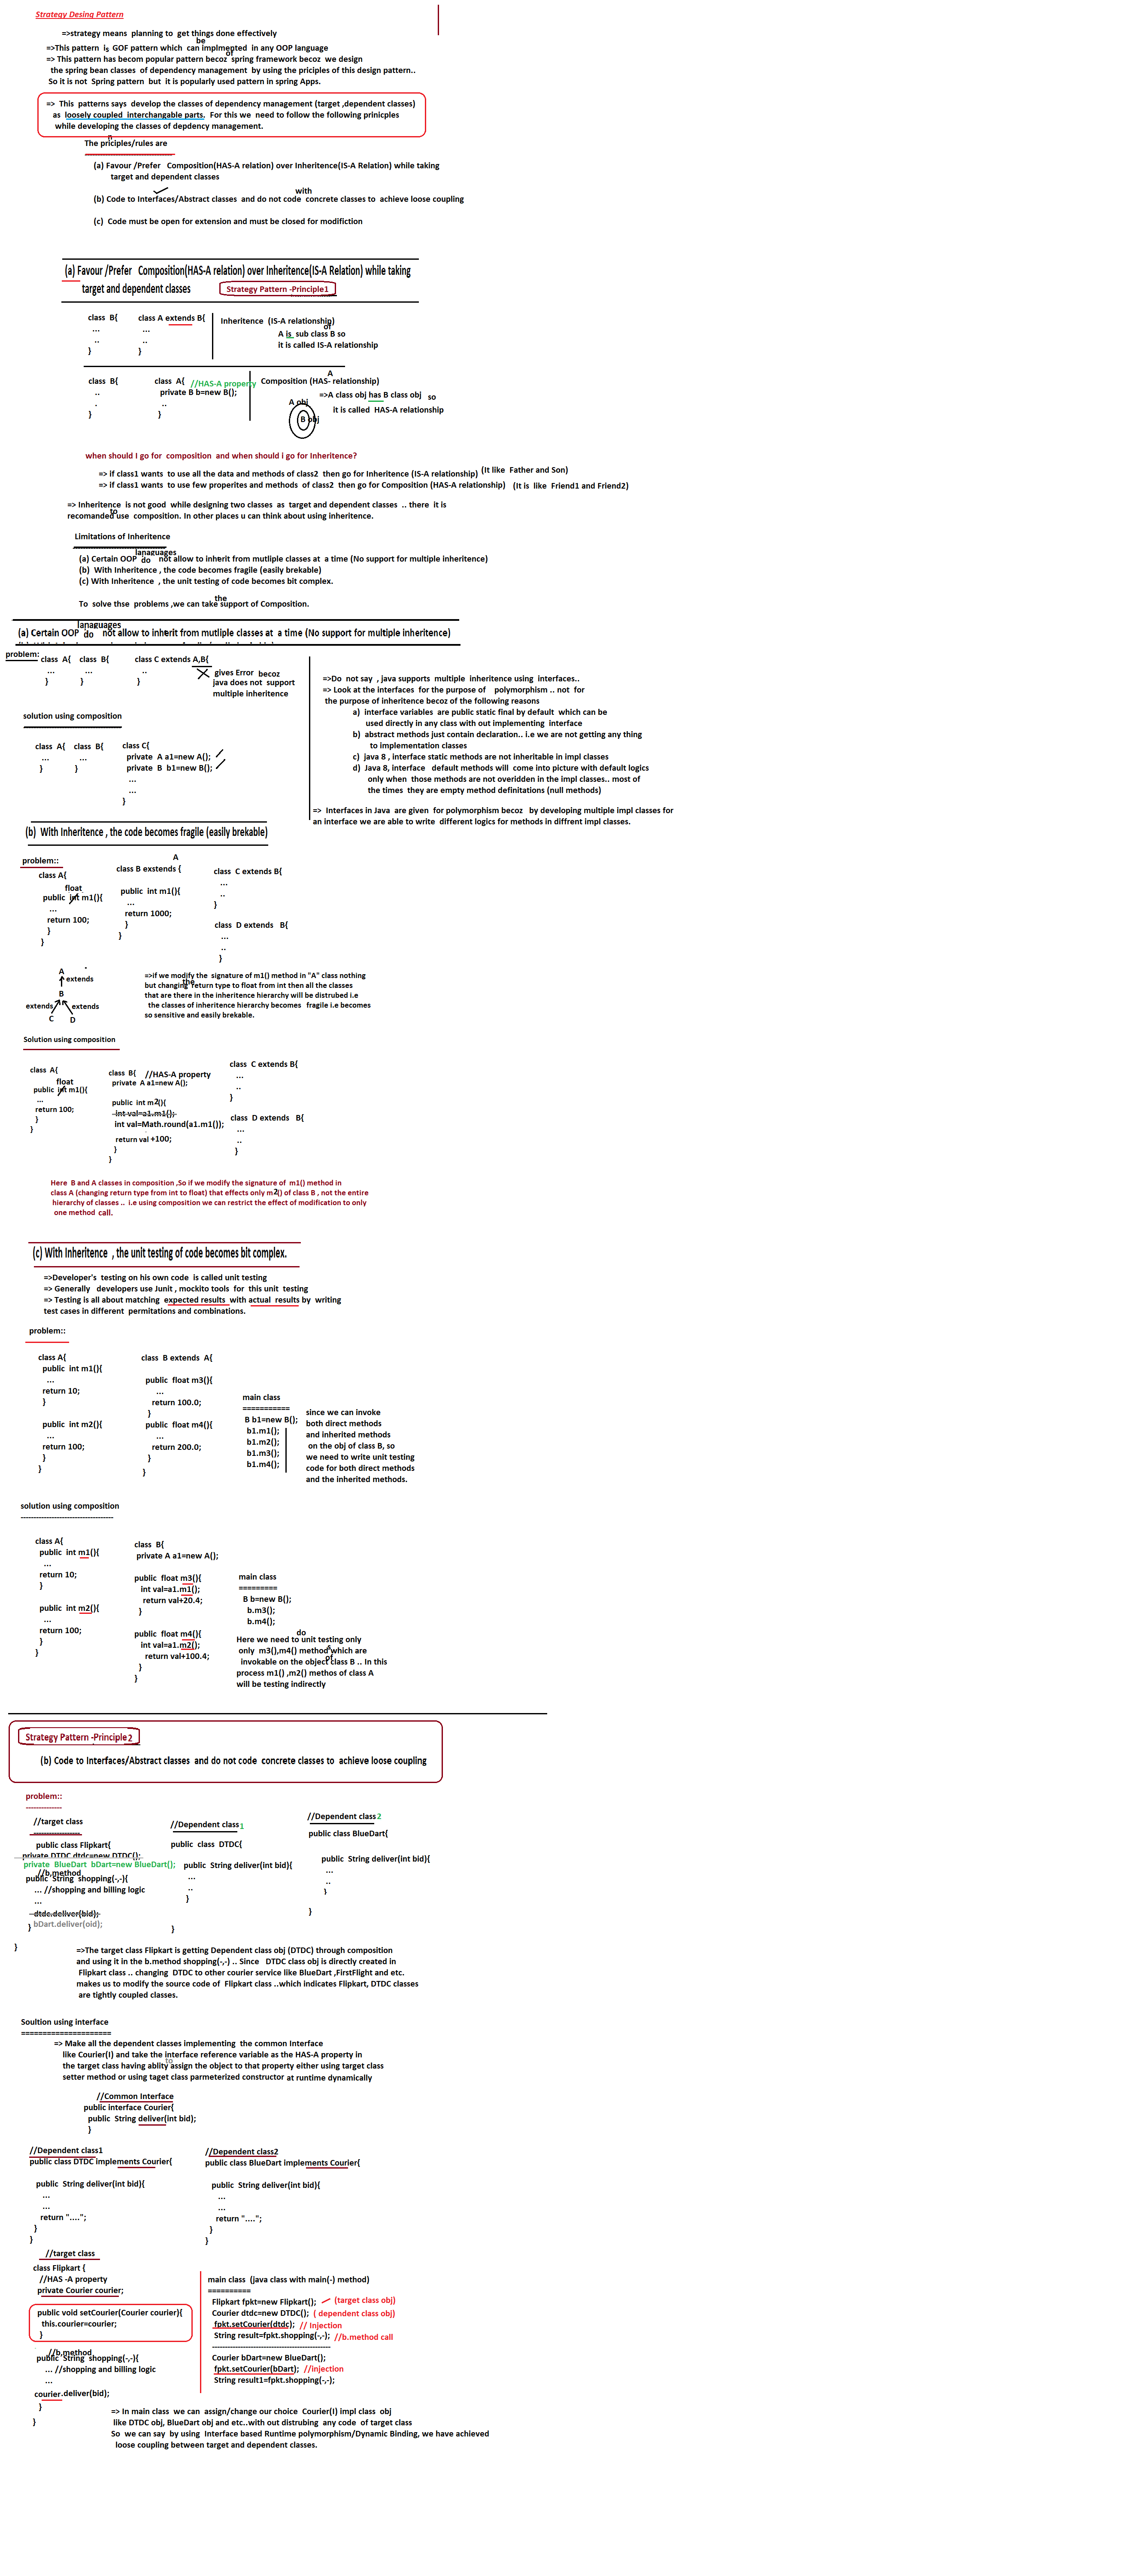 Strategy Desing Pattern
=>strategy means planning to get things done effectively
be
=>This pattern is GOF pattern which can implmented in any OOP language
of
=> This pattern has becom popular pattern becoz spring framework becoz we design
the spring bean classes of dependency management by using the priciples of this design pattern..
So it is not Spring pattern but it is popularly used pattern in spring Apps.
=> This patterns says develop the classes of dependency management (target ,dependent classes)
as loosely coupled interchangable parts. For this we need to follow the following prinicples
while developing the classes of depdency management.
n
The priciples/rules are
(a) Favour /Prefer Composition(HAS-A relation) over Inheritence(IS-A Relation) while taking
target and dependent classes
with
(b) Code to Interfaces/Abstract classes and do not code concrete classes to achieve loose coupling
(c) Code must be open for extension and must be closed for modifiction
(a) Favour /Prefer Composition(HAS-A relation) over Inheritence(IS-A Relation) while taking
target and dependent classes Strategy Pattern -Principle1
class B{
...
..
}
class A extends B{
...
..
}
Inheritence (IS-A relationship)
of
A is sub class B so
it is called IS-A relationship
class B{
..
.
}
class A{ //HAS-A property
private B b=new B();
..
}
A
Composition (HAS- relationship)
=>A class obj has B class obj so
it is called HAS-A relationship
A obj
B obj
when should I go for composition and when should i go for Inheritence?
=> if class1 wants to use all the data and methods of class2 then go for Inheritence (IS-A relationship) (It like Father and Son)
=> if class1 wants to use few properites and methods of class2 then go for Composition (HAS-A relationship) (It is like Friend1 and Friend2)
=> Inheritence is not good while designing two classes as target and dependent classes .. there it is
to
recomanded use composition. In other places u can think about using inheritence.
Limitations of Inheritence
lanaguages
(a) Certain OOP do not allow to inherit from mutliple classes at a time (No support for multiple inheritence)
(b) With Inheritence , the code becomes fragile (easily brekable)
(c) With Inheritence , the unit testing of code becomes bit complex.
the
To solve thse problems ,we can take support of Composition.
lanaguages
(a) Certain OOP do not allow to inherit from mutliple classes at a time (No support for multiple inheritence)
problem:
class A{
...
}
class B{
...
}
class C extends A,B{
..
}
gives Error becoz
java does not support
multiple inheritence
solution using composition
class A{
...
}
class B{
...
}
class C{
private A a1=new A();
private B b1=new B();
...
...
}
=>Do not say , java supports multiple inheritence using interfaces..
=> Look at the interfaces for the purpose of polymorphism .. not for
the purpose of inheritence becoz of the following reasons
a) interface variables are public static final by default which can be
used directly in any class with out implementing interface
b) abstract methods just contain declaration.. i.e we are not getting any thing
to implementation classes
c) java 8 , interface static methods are not inheritable in impl classes
d) Java 8, interface default methods will come into picture with default logics
only when those methods are not overidden in the impl classes.. most of
the times they are empty method definitations (null methods)
=> Interfaces in Java are given for polymorphism becoz by developing multiple impl classes for
an interface we are able to write different logics for methods in diffrent impl classes.
(b) With Inheritence , the code becomes fragile (easily brekable)
problem::
class A{
float
public int m1(){
...
return 100;
}
}
A
class B exstends {
public int m1(){
...
return 1000;
}
}
class C extends B{
...
..
}
class D extends B{
...
..
}
A
extends
B
extends extends
C D
=>if we modify the signature of m1() method in "A" class nothing
the
but changing return type to float from int then all the classes
that are there in the inheritence hierarchy will be distrubed i.e
the classes of inheritence hierarchy becomes fragile i.e becomes
so sensitive and easily brekable.
Solution using composition
class A{
float
public int m1(){
...
return 100;
}
}
class B{ //HAS-A property
private A a1=new A();
public int m2(){
int val=a1.m1();
int val=Math.round(a1.m1());
return val +100;
}
}
class C extends B{
...
..
}
class D extends B{
...
..
}
Here B and A classes in composition ,So if we modify the signature of m1() method in
class A (changing return type from int to float) that effects only m2() of class B , not the entire
hierarchy of classes .. i.e using composition we can restrict the effect of modification to only
one method call.
(c) With Inheritence , the unit testing of code becomes bit complex.
=>Developer's testing on his own code is called unit testing
=> Generally developers use Junit , mockito tools for this unit testing
=> Testing is all about matching expected results with actual results by writing
test cases in different permitations and combinations.
problem::
class A{
public int m1(){
...
return 10;
}
public int m2(){
...
return 100;
}
}
class B extends A{
public float m3(){
...
return 100.0;
}
public float m4(){
...
return 200.0;
}
}
main class
===========
B b1=new B();
b1.m1();
b1.m2();
b1.m3();
b1.m4();
since we can invoke
both direct methods
and inherited methods
on the obj of class B, so
we need to write unit testing
code for both direct methods
and the inherited methods.
solution using composition
-----------------------------------
class A{
public int m1(){
...
return 10;
}
public int m2(){
...
return 100;
}
}
class B{
private A a1=new A();
public float m3(){
int val=a1.m1();
return val+20.4;
}
public float m4(){
int val=a1.m2();
return val+100.4;
}
}
main class
=========
B b=new B();
b.m3();
b.m4();
do
Here we need to unit testing only
s
only m3(),m4() method which are
of
invokable on the object class B .. In this
process m1() ,m2() methos of class A
will be testing indirectly
Strategy Pattern -Principle2
(b) Code to Interfaces/Abstract classes and do not code concrete classes to achieve loose coupling
problem::
--------------
//target class
------------------
public class Flipkart{
private DTDC dtdc=new DTDC();
private BlueDart bDart=new BlueDart();
//b.method
public String shopping(-,-){
... //shopping and billing logic
...
dtdc.deliver(bid);
bDart.deliver(oid);
}
}
//Dependent class1
public class DTDC{
public String deliver(int bid){
...
..
}
}
//Dependent class2
public class BlueDart{
public String deliver(int bid){
...
..
}
}
=>The target class Flipkart is getting Dependent class obj (DTDC) through composition
and using it in the b.method shopping(-,-) .. Since DTDC class obj is directly created in
Flipkart class .. changing DTDC to other courier service like BlueDart ,FirstFlight and etc.
makes us to modify the source code of Flipkart class ..which indicates Flipkart, DTDC classes
are tightly coupled classes.
Soultion using interface
=====================
=> Make all the dependent classes implementing the common Interface
like Courier(I) and take the interface reference variable as the HAS-A property in
to
the target class having ablity assign the object to that property either using target class
setter method or using taget class parmeterized constructor at runtime dynamically
//Common Interface
public interface Courier{
public String deliver(int bid);
}
//Dependent class1
public class DTDC implements Courier{
public String deliver(int bid){
...
...
return "....";
}
}
//Dependent class2
public class BlueDart implements Courier{
public String deliver(int bid){
...
...
return "....";
}
}
//target class
class Flipkart {
//HAS -A property
private Courier courier;
public void setCourier(Courier courier){
this.courier=courier;
}
//b.method
public String shopping(-,-){
... //shopping and billing logic
...
courier.deliver(bid);
}
}
main class (java class with main(-) method)
==========
Flipkart fpkt=new Flipkart(); (target class obj)
Courier dtdc=new DTDC(); ( dependent class obj)
fpkt.setCourier(dtdc); // Injection
String result=fpkt.shopping(-,-); //b.method call
---------------------------------------------
Courier bDart=new BlueDart();
fpkt.setCourier(bDart); //injection
String result1=fpkt.shopping(-,-);
=> In main class we can assign/change our choice Courier(I) impl class obj
like DTDC obj, BlueDart obj and etc..with out distrubing any code of target class
So we can say by using Interface based Runtime polymorphism/Dynamic Binding, we have achieved
loose coupling between target and dependent classes.